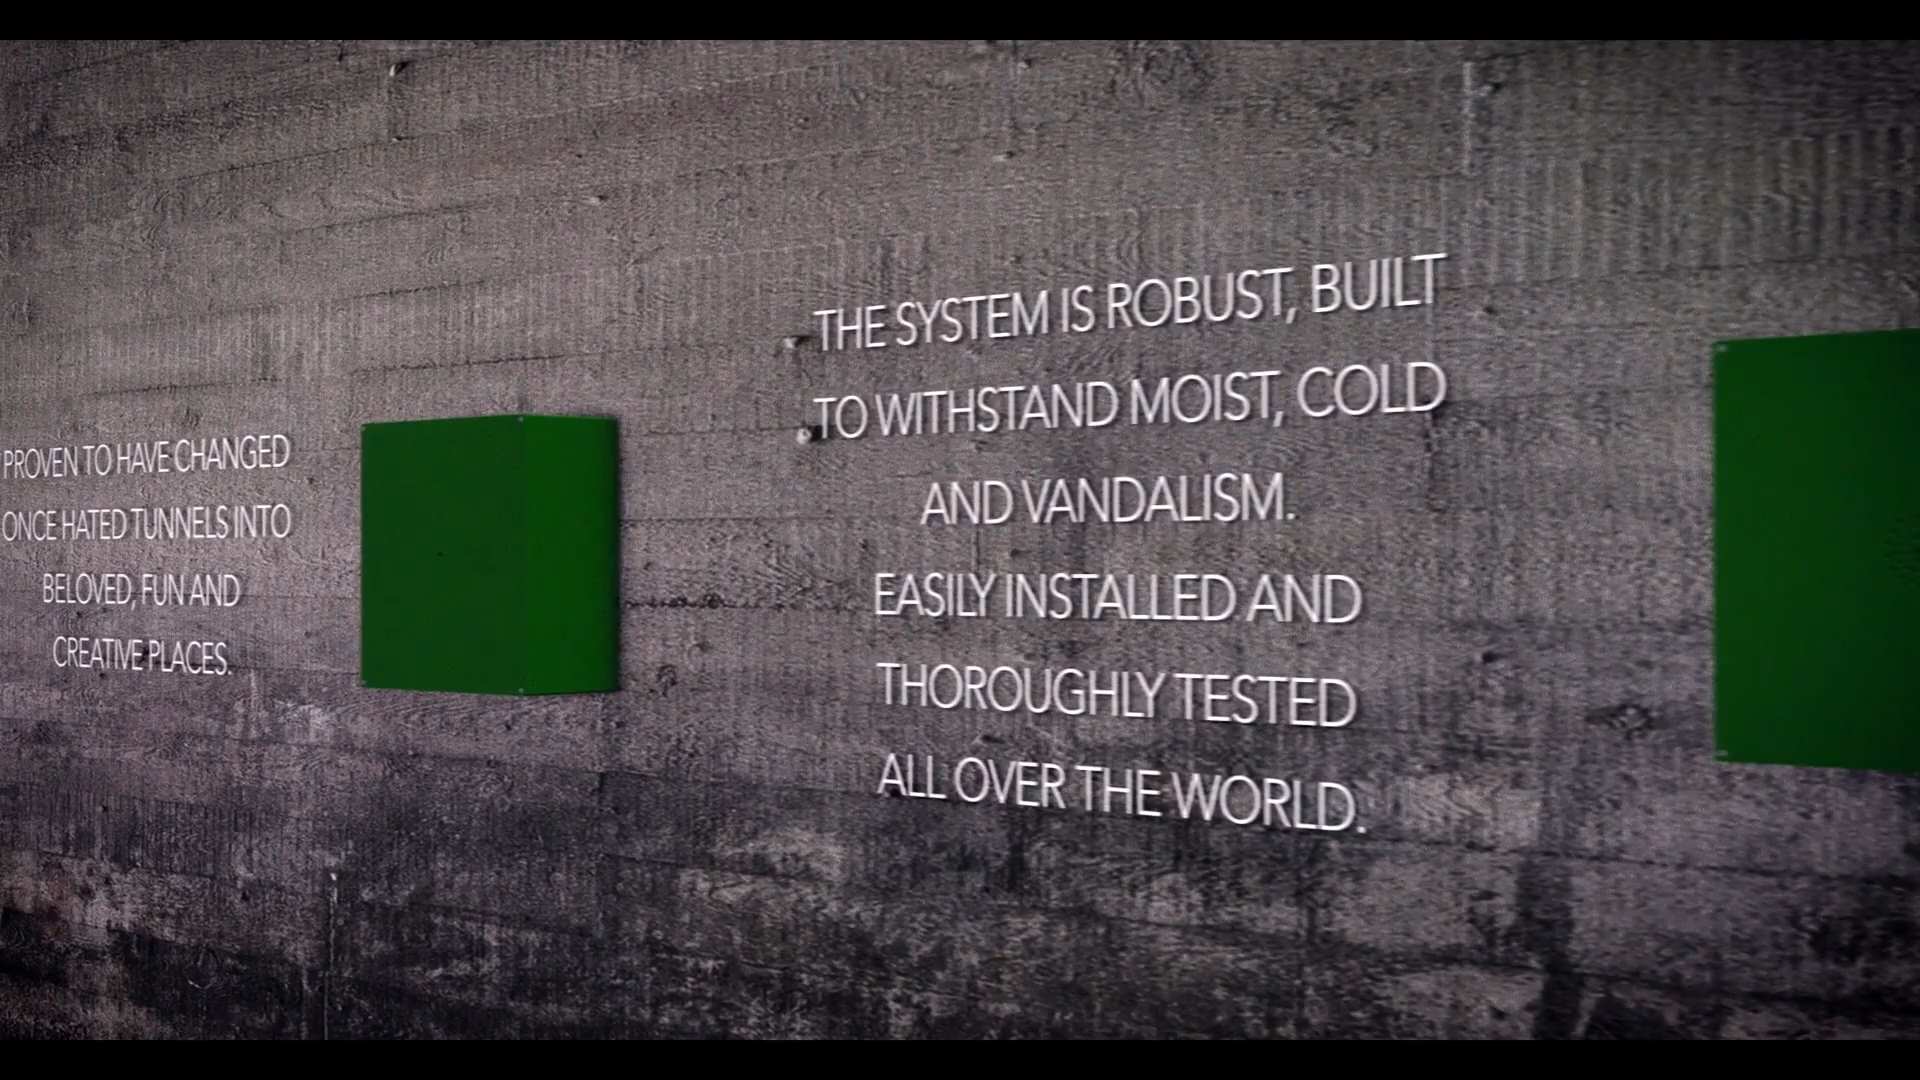 PROVEN TO HAVE CHANGED
ONCE HATED TUNNELS INTO
BELOVED, FUN AND
CREATIVE PLACES.
THE SYSTEM IS ROBUST, BUILT
TO WITHSTAND MOIST, COLD
AND VANDALISM.
EASILY INSTALLED AND
THOROUGHLY TESTED
ALL OVER THE WORLD.